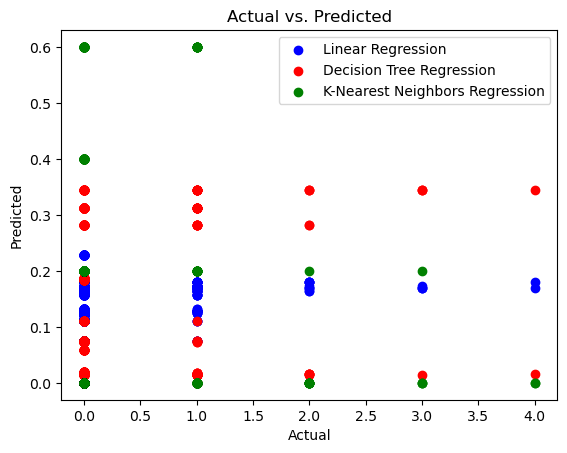 Actual vs. Predicted
Linear Regression
Decision Tree Regression
K-Nearest Neighbors Regression
0.6
0.5
0.4
0.3
0.2
0.1
0.0
Predicted
0.0 0.5 1.0 1.5 2.0 2.5 3.0 3.5 4.0
Actual